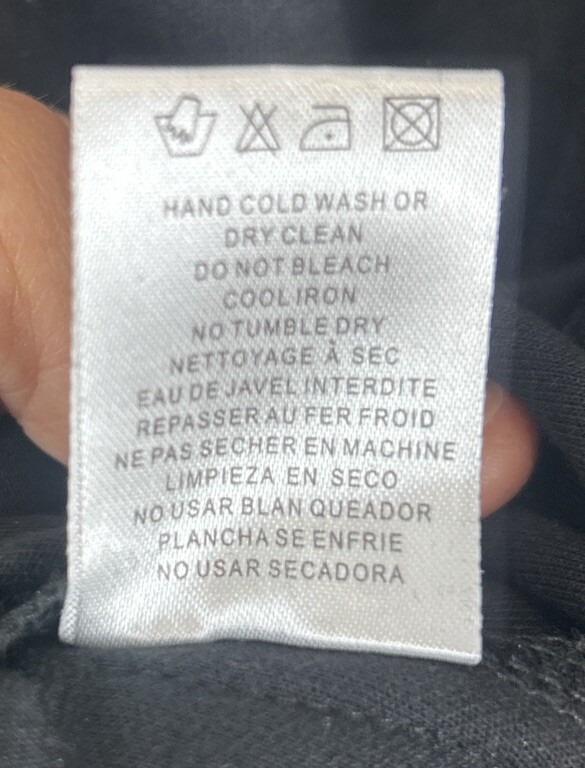 HAND COLD WASH OR
DRY CLEAN
DO NOT BLEACH
COOL IRON
NO TUMBLE DRY
NETTOYAGE À SEC
EAU DE JAVEL INTERDITE
REPASSER AU FER FROID
NE PAS SECHER EN MACHINE
LIMPIEZA EN SECO
NO USAR BLAN QUEADOR
PLANCHA SE ENFRIE
NO USAR SECADORA